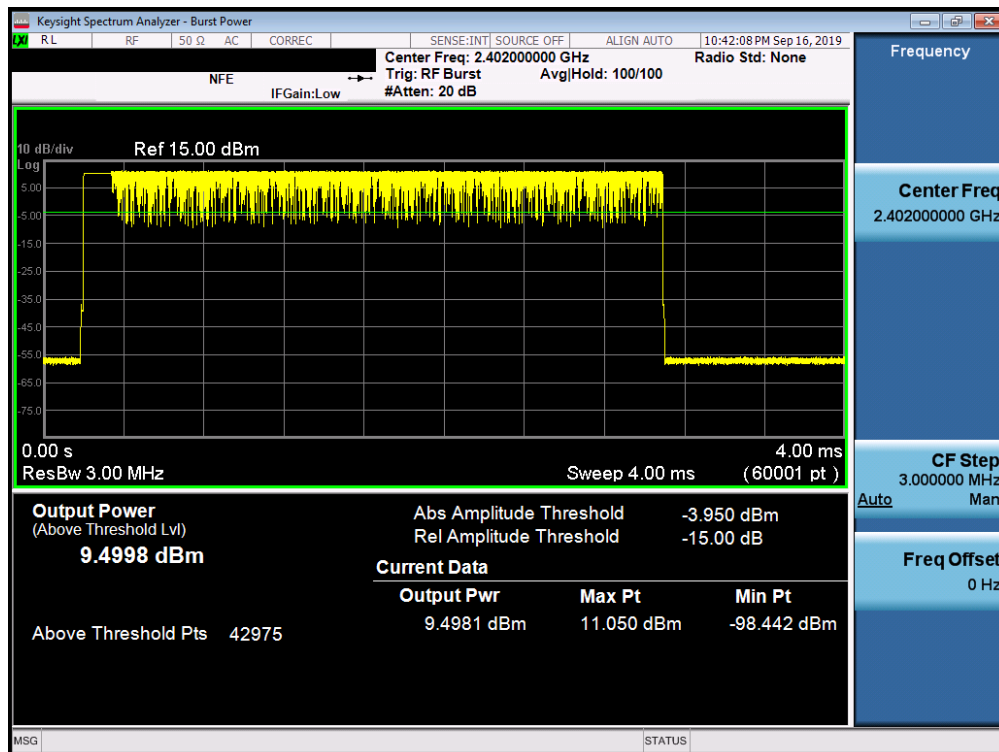 Keysight Spectrum Analyzer - Burst Power
LXI RL RF 50 Ω AC CORREC SENSE:INT SOURCE OFF ALIGN AUTO 10:42:08 PM Sep 16, 2019
Center Freq: 2.402000000 GHz Radio Std: None
NFE Trig: RF Burst Avg|Hold: 100/100
IFGain:Low #Atten: 20 dB
10 dB/div Ref 15.00 dBm
Log
5.00
-5.00
-15.0
-25.0
-35.0
-45.0
-55.0
-65.0
-75.0
0.00 s 4.00 ms
ResBw 3.00 MHz Sweep 4.00 ms (60001 pt )
Output Power
(Above Threshold Lvl)
9.4998 dBm
Above Threshold Pts 42975
Abs Amplitude Threshold -3.950 dBm
Rel Amplitude Threshold -15.00 dB
Current Data
Output Pwr Max Pt Min Pt
9.4981 dBm 11.050 dBm -98.442 dBm
Frequency
Center Freq
2.402000000 GHz
CF Step
3.000000 MHz
Auto Man
Freq Offset
0 Hz
MSG STATUS